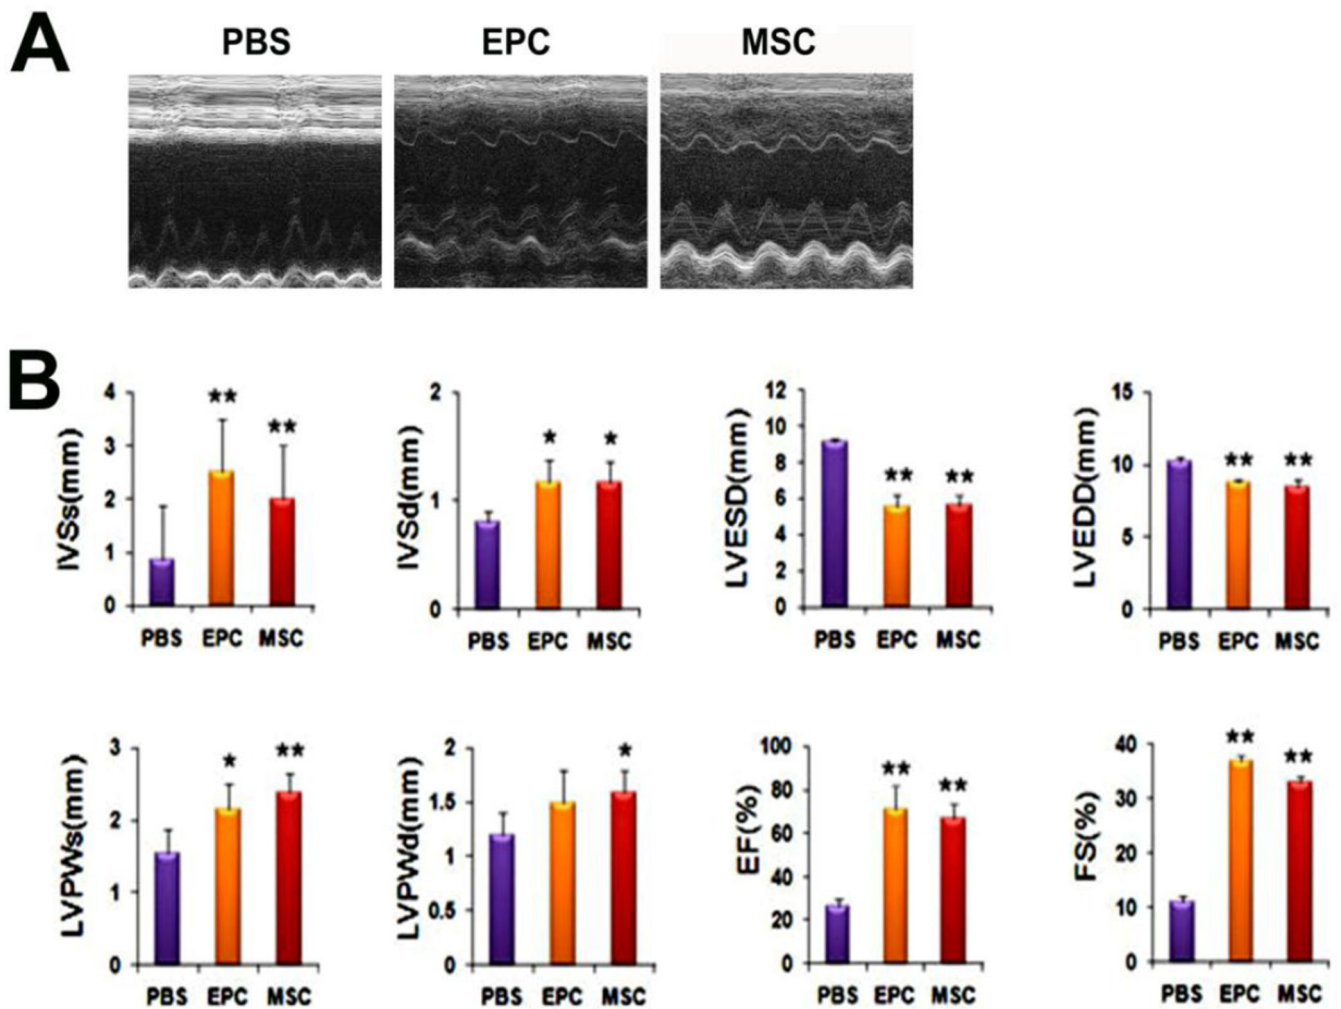 A
PBS EPC MSC
B
IVSs(mm)
4
3
2
1
0
** **
PBS EPC MSC
IVSd(mm)
2
1
0
* *
PBS EPC MSC
LVESD(mm)
12
10
8
6
4
2
0
** **
PBS EPC MSC
LVEDD(mm)
15
10
5
0
** **
PBS EPC MSC
LVPWs(mm)
3
2
1
0
* **
PBS EPC MSC
LVPWd(mm)
2
1.5
1
0.5
0
*
PBS EPC MSC
EF(%)
100
80
60
40
20
0
** **
PBS EPC MSC
FS(%)
40
30
20
10
0
** **
PBS EPC MSC